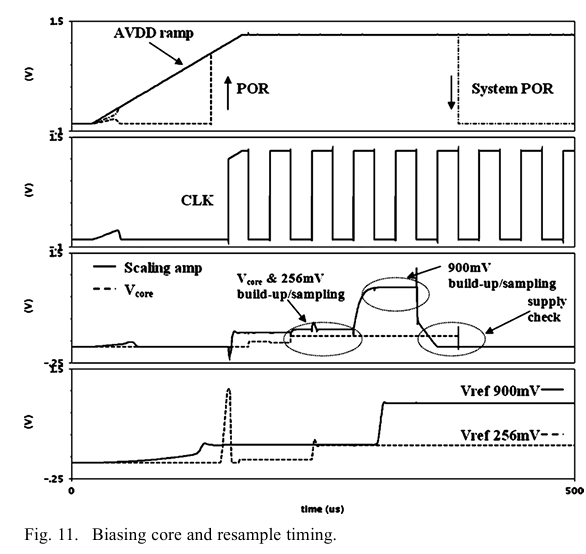 1.5
AVDD ramp
(V)
POR
System POR
-.1
1.5
CLK
(V)
-.1
1.5
Scaling amp
Vcore
Vcore & 256mV
build-up/sampling
900mV
build-up/sampling
supply
check
(V)
-.25
Vref 900mV
Vref 256mV
(V)
-.25
0
500
time (us)
Fig. 11. Biasing core and resample timing.